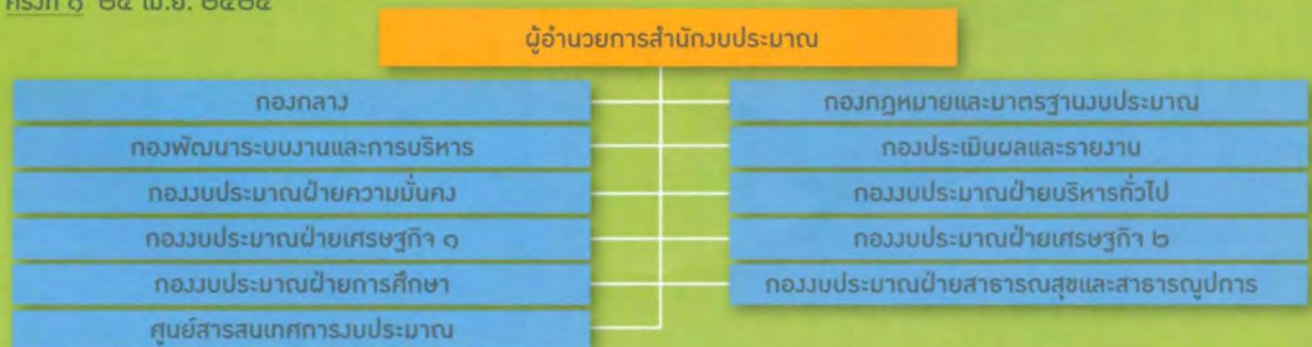 ครั้งที่ ๑ ๒๔ เม.ย. ๒๕๒๔
ผู้อำนวยการสำนักงบประมาณ
กองกลาง
กองกฎหมายและมาตรฐานงบประมาณ
กองพัฒนาระบบงานและการบริหาร
กองประเมินผลและรายงาน
กองงบประมาณฝ่ายความมั่นคง
กองงบประมาณฝ่ายบริหารทั่วไป
กองงบประมาณฝ่ายเศรษฐกิจ ๑
กองงบประมาณฝ่ายเศรษฐกิจ ๒
กองงบประมาณฝ่ายการศึกษา
กองงบประมาณฝ่ายสาธารณสุขและสาธารณูปการ
ศูนย์สารสนเทศการงบประมาณ